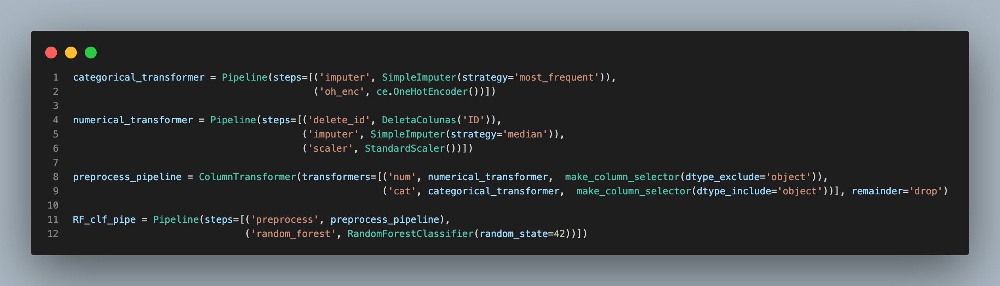 1 categorical_transformer = Pipeline(steps=[('imputer', SimpleImputer(strategy='most_frequent')),
2                                           ('oh_enc', ce.OneHotEncoder())])
3
4 numerical_transformer = Pipeline(steps=[('delete_id', DeletaColunas('ID')),
5                                         ('imputer', SimpleImputer(strategy='median')),
6                                         ('scaler', StandardScaler())])
7
8 preprocess_pipeline = ColumnTransformer(transformers=[('num', numerical_transformer,  make_column_selector(dtype_exclude='object')),
9                                                       ('cat', categorical_transformer,  make_column_selector(dtype_include='object'))], remainder='drop')
10
11 RF_clf_pipe = Pipeline(steps=[('preprocess', preprocess_pipeline),
12                               ('random_forest', RandomForestClassifier(random_state=42))])